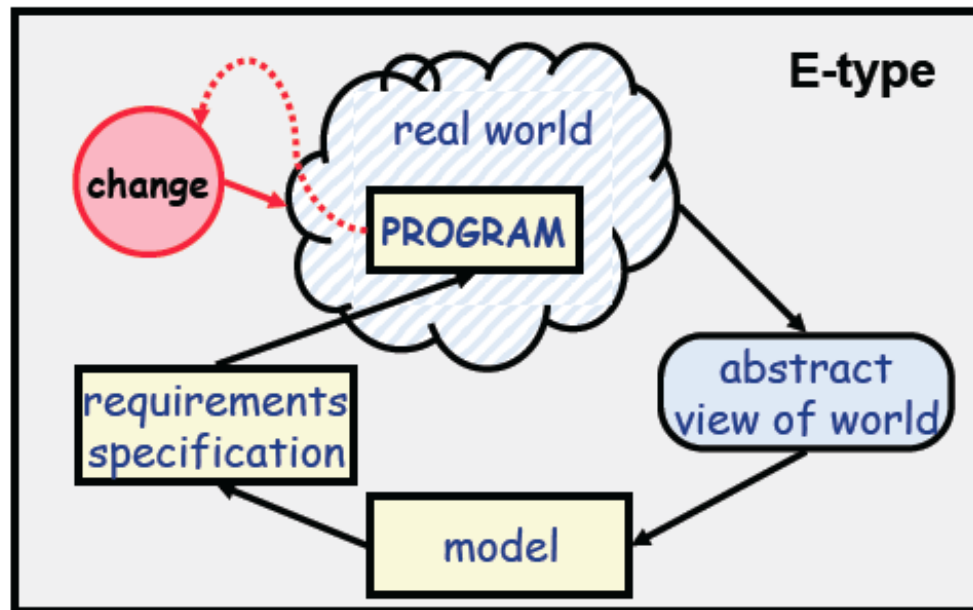 E-type
real world
change
PROGRAM
abstract
view of world
requirements
specification
model